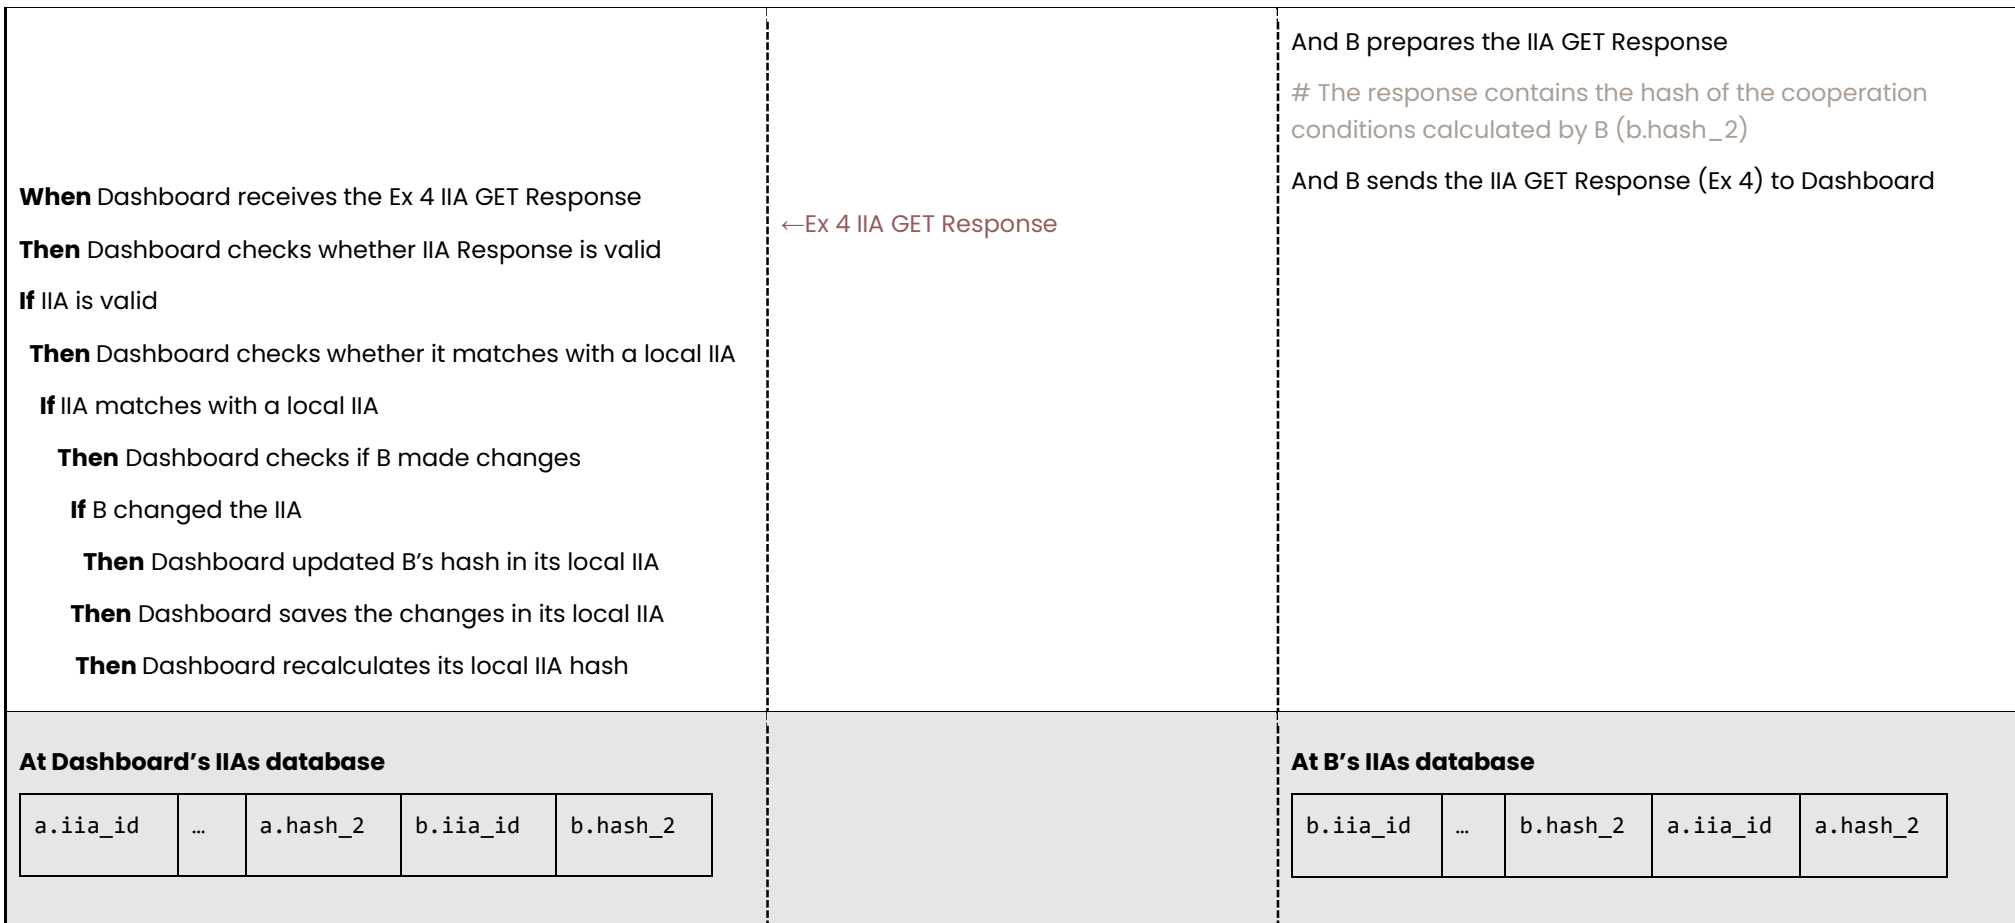 And B prepares the IIA GET Response
# The response contains the hash of the cooperation
conditions calculated by B (b.hash_2)
And B sends the IIA GET Response (Ex 4) to Dashboard
When Dashboard receives the Ex 4 IIA GET Response
←Ex 4 IIA GET Response
Then Dashboard checks whether IIA Response is valid
If IIA is valid
Then Dashboard checks whether it matches with a local IIA
If IIA matches with a local IIA
Then Dashboard checks if B made changes
If B changed the IIA
Then Dashboard updated B’s hash in its local IIA
Then Dashboard saves the changes in its local IIA
Then Dashboard recalculates its local IIA hash
At Dashboard’s IIAs database
a.iia_id … a.hash_2 b.iia_id b.hash_2
At B’s IIAs database
b.iia_id … b.hash_2 a.iia_id a.hash_2